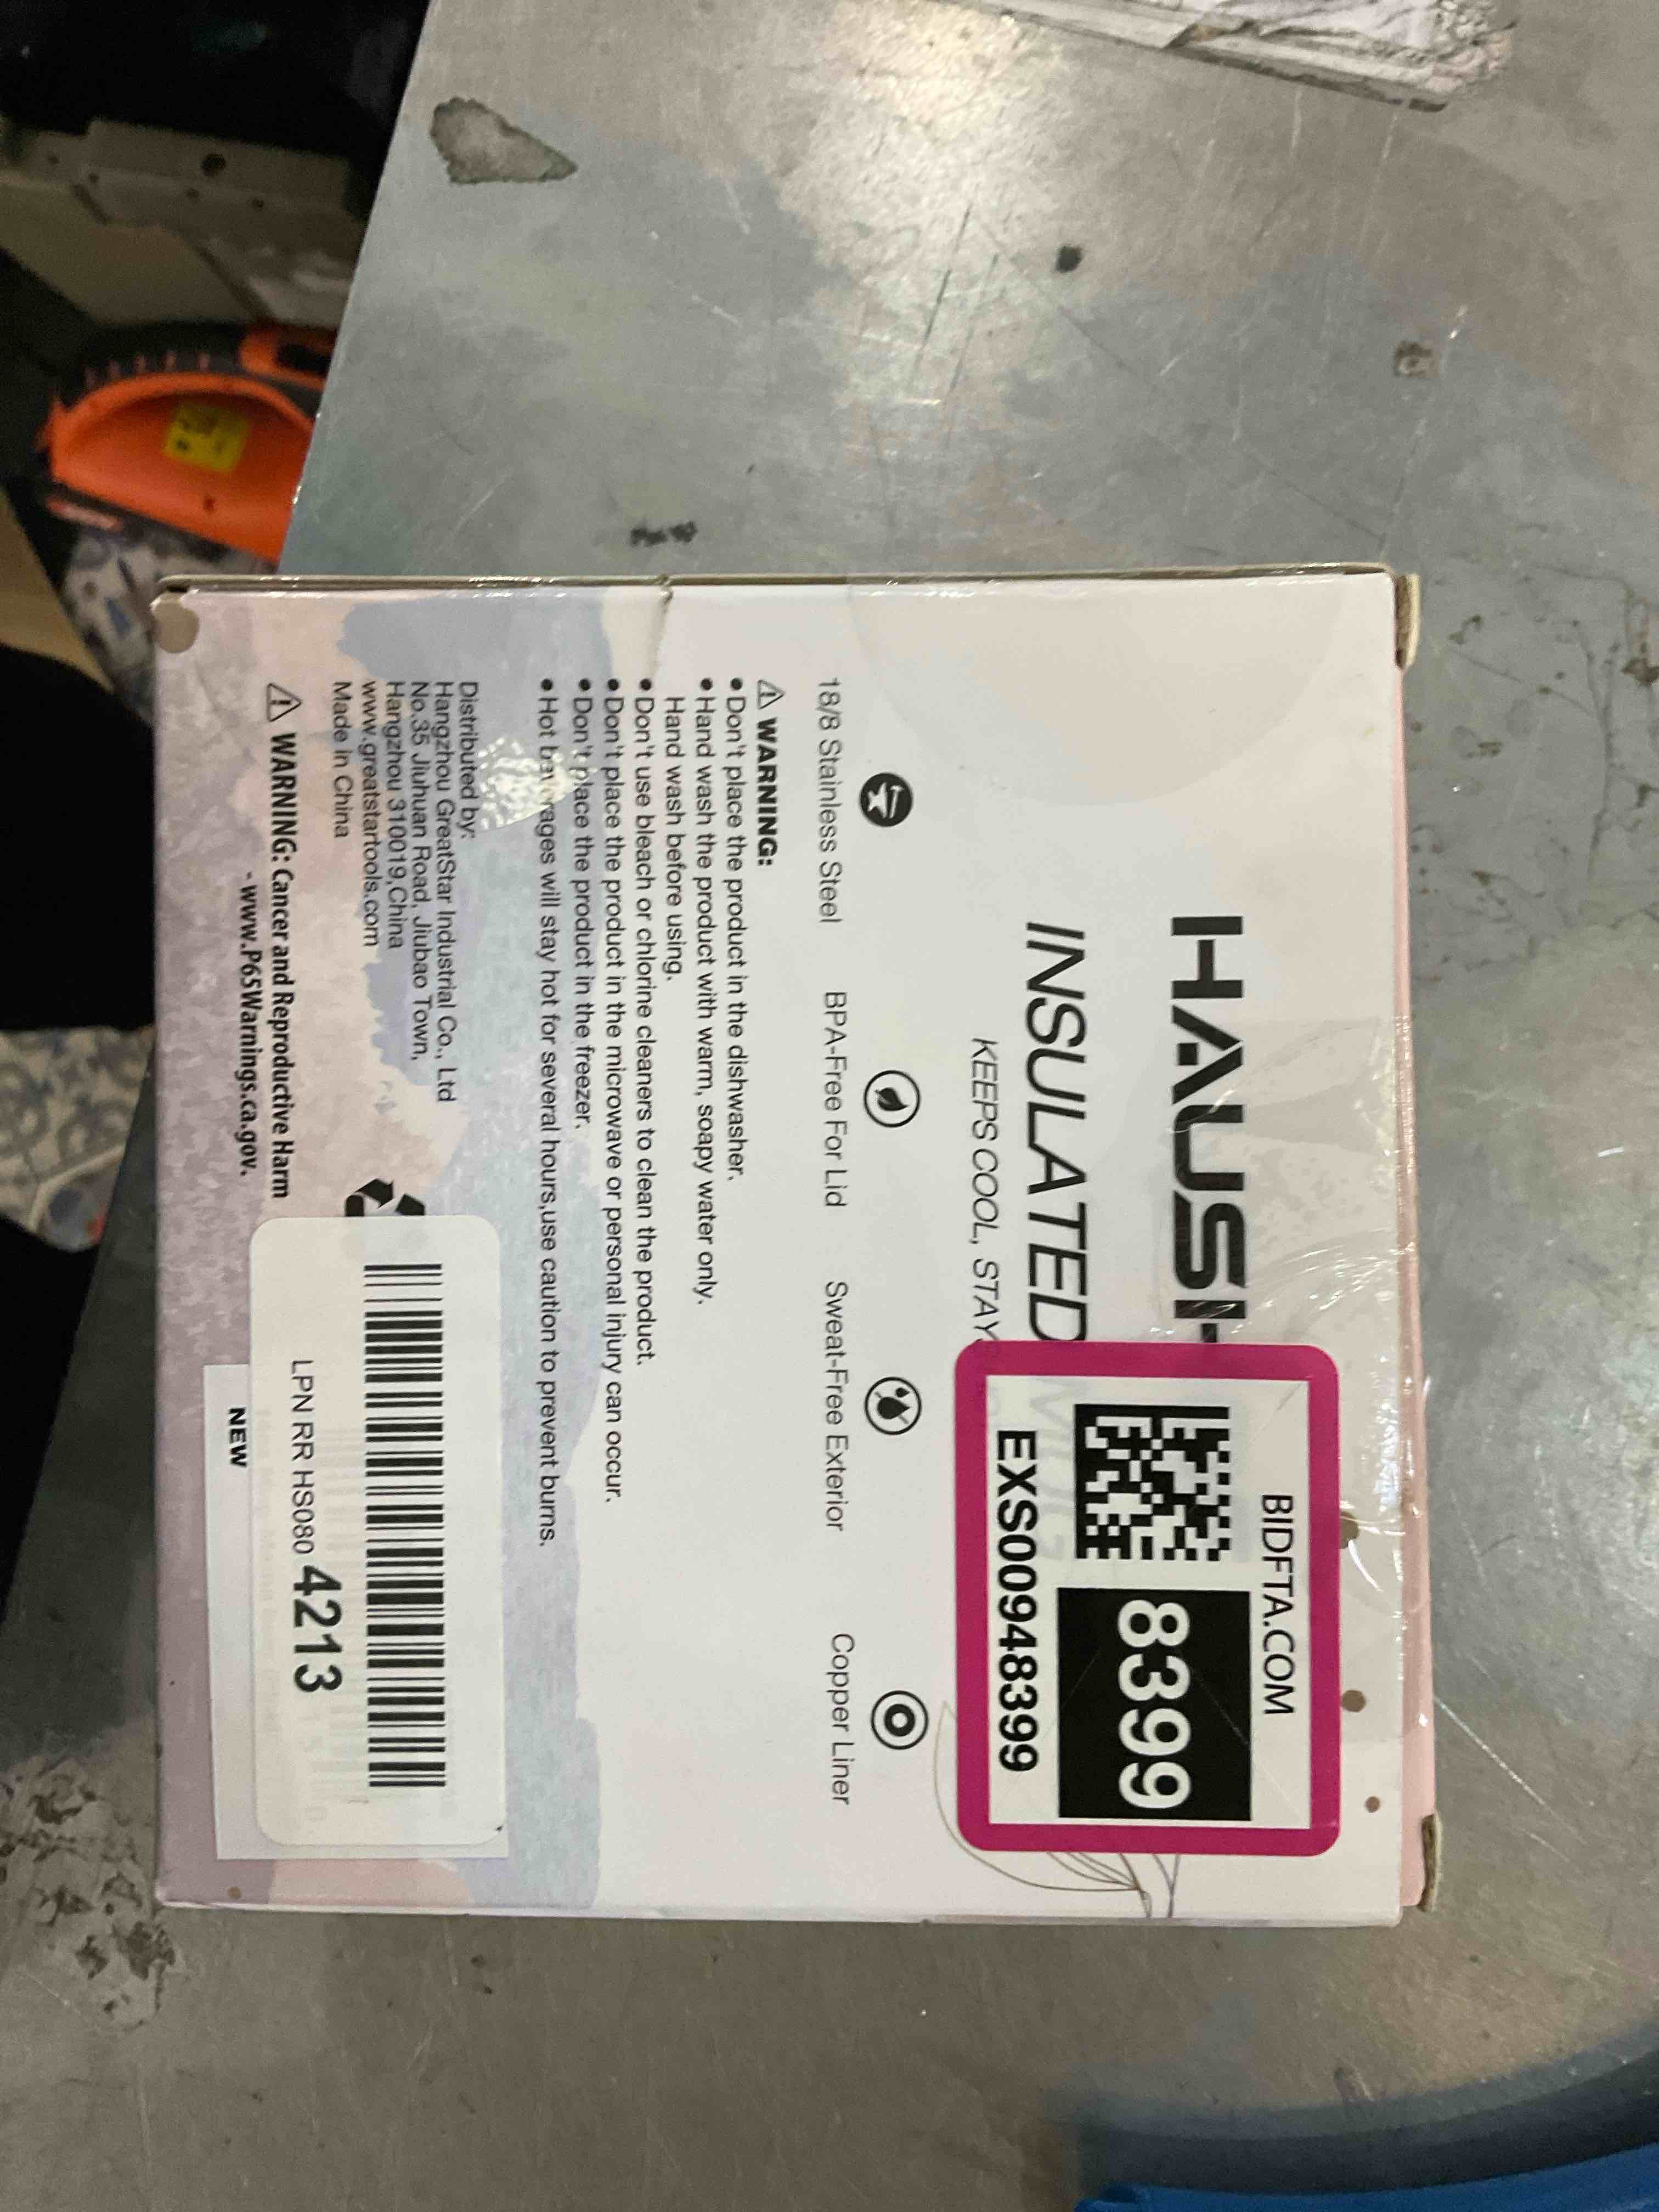 HAUSH
INSULATED
KEEPS COOL, STAY
BIDFTA.COM
8399
EXS00948399
18/8 Stainless Steel
BPA-Free For Lid
Sweat-Free Exterior
Copper Liner
WARNING:
• Don't place the product in the dishwasher.
• Hand wash the product with warm, soapy water only.
Hand wash before using.
• Don't use bleach or chlorine cleaners to clean the product.
• Don't place the product in the microwave or personal injury can occur.
• Don't place the product in the freezer.
• Hot beverages will stay hot for several hours,use caution to prevent burns.
Distributed by:
Hangzhou GreatStar Industrial Co., Ltd
No.35 Jiuhuan Road, Jiubao Town,
Hangzhou 310019,China
www.greatstartools.com
Made in China
WARNING: Cancer and Reproductive Harm
- www.P65Warnings.ca.gov.
LPN RR HS080 4213
NEW